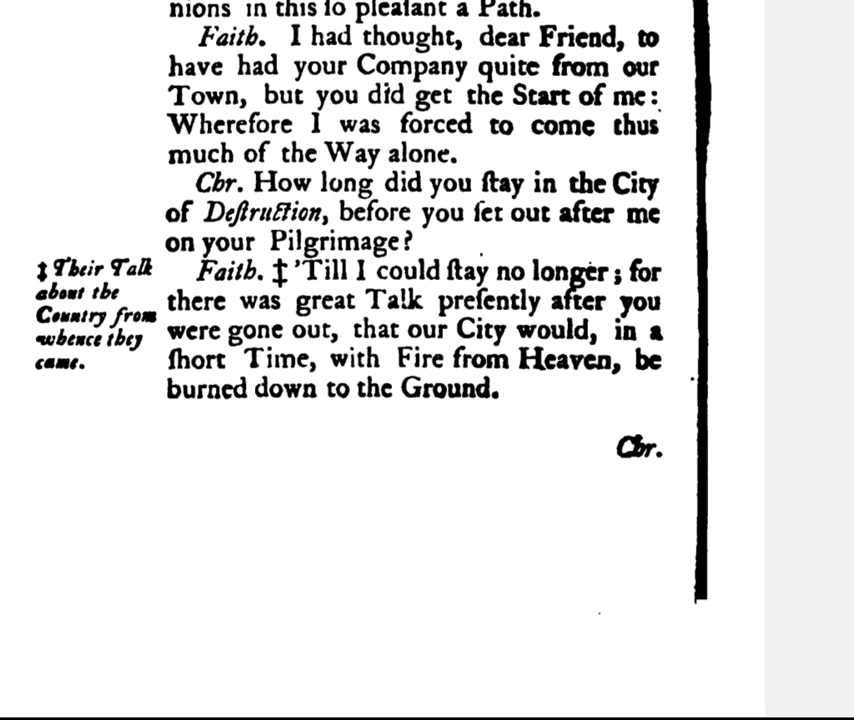 nions in this ſo pleaſant a Path.
Faith. I had thought, dear Friend, to
have had your Company quite from our
Town, but you did get the Start of me:
Wherefore I was forced to come thus
much of the Way alone.
Chr. How long did you ſtay in the City
of Deſtruction, before you ſet out after me
on your Pilgrimage?
‡ Their Talk
about the
Country from
whence they
came.
Faith. ‡ 'Till I could ſtay no longer; for
there was great Talk preſently after you
were gone out, that our City would, in a
ſhort Time, with Fire from Heaven, be
burned down to the Ground.
Chr.